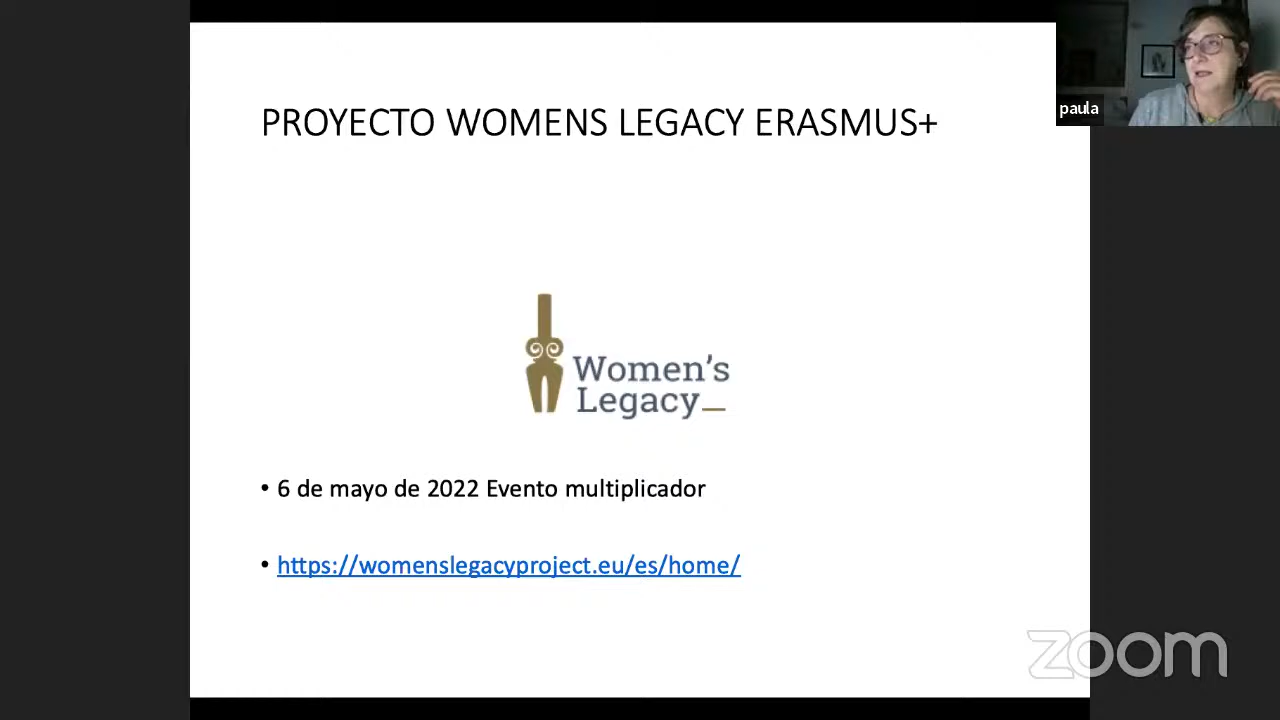 PROYECTO WOMENS LEGACY ERASMUS+
paula
Women's
Legacy
• 6 de mayo de 2022 Evento multiplicador
• https://womenslegacyproject.eu/es/home/
zoom